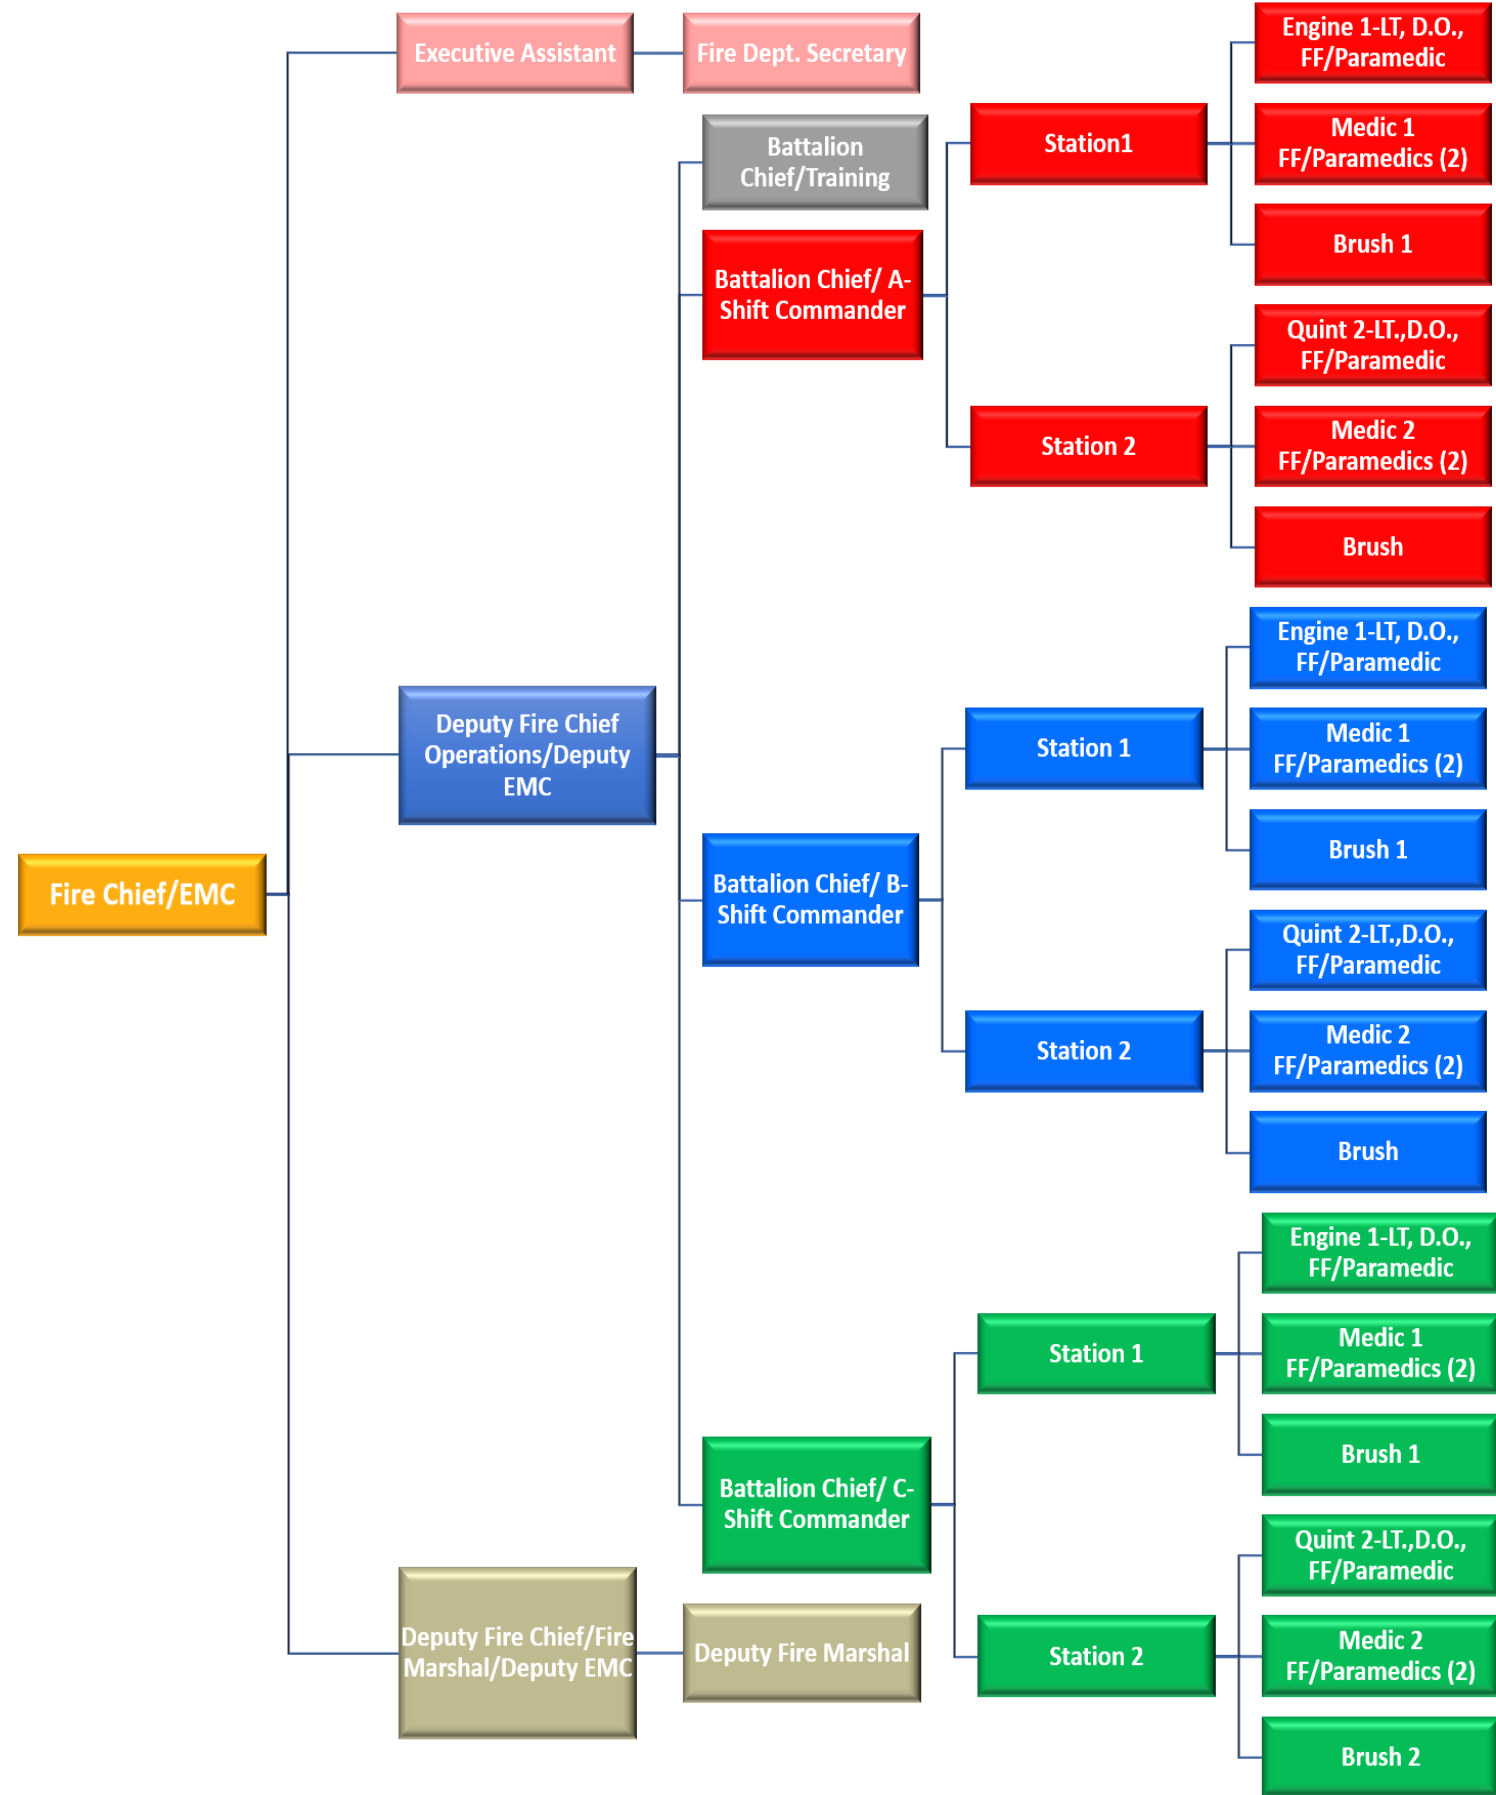 Executive Assistant
Fire Dept. Secretary
Engine 1-LT, D.O.,
FF/Paramedic
Battalion
Chief/Training
Station1
Medic 1
FF/Paramedics (2)
Brush 1
Battalion Chief/ A-
Shift Commander
Quint 2-LT.,D.O.,
FF/Paramedic
Station 2
Medic 2
FF/Paramedics (2)
Brush
Engine 1-LT, D.O.,
FF/Paramedic
Deputy Fire Chief
Operations/Deputy
EMC
Station 1
Medic 1
FF/Paramedics (2)
Brush 1
Fire Chief/EMC
Battalion Chief/ B-
Shift Commander
Quint 2-LT.,D.O.,
FF/Paramedic
Station 2
Medic 2
FF/Paramedics (2)
Brush
Engine 1-LT, D.O.,
FF/Paramedic
Station 1
Medic 1
FF/Paramedics (2)
Brush 1
Battalion Chief/ C-
Shift Commander
Quint 2-LT.,D.O.,
FF/Paramedic
Deputy Fire Chief/Fire
Marshal/Deputy EMC
Deputy Fire Marshal
Station 2
Medic 2
FF/Paramedics (2)
Brush 2